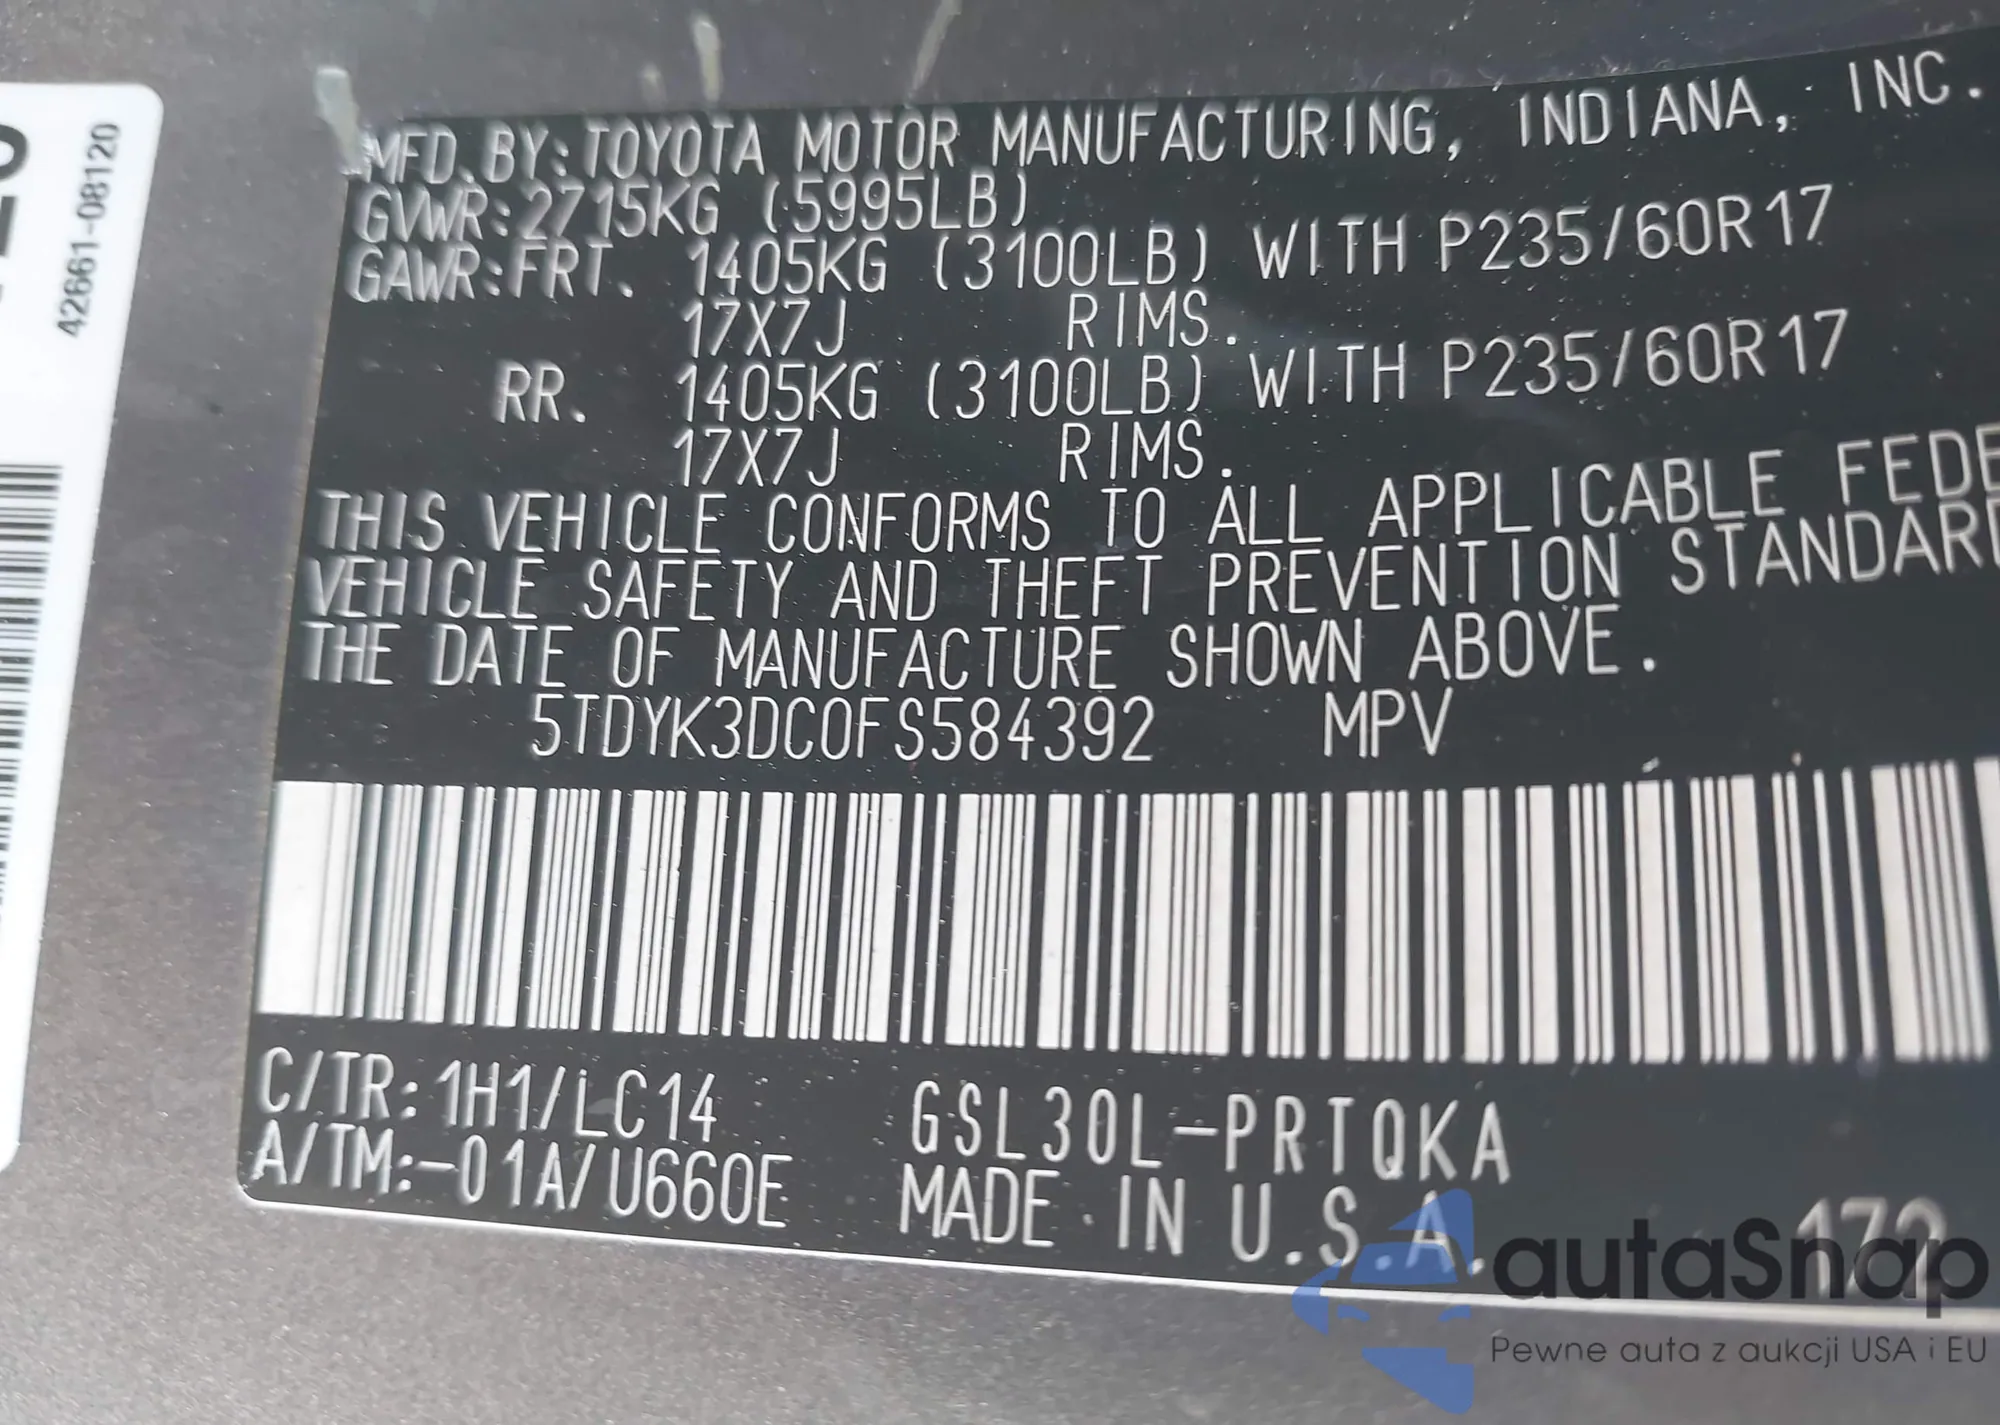 42661-08120
MFD.BY:TOYOTA MOTOR MANUFACTURING, INDIANA, INC.
GVWR:2715KG (5995LB)
GAWR:FRT. 1405KG (3100LB) WITH P235/60R17
17X7J RIMS.
RR. 1405KG (3100LB) WITH P235/60R17
17X7J RIMS.
THIS VEHICLE CONFORMS TO ALL APPLICABLE FEDE
VEHICLE SAFETY AND THEFT PREVENTION STANDARD
THE DATE OF MANUFACTURE SHOWN ABOVE.
5TDYK3DC0FS584392 MPV
C/TR:1H1/LC14 GSL30L-PRTQKA
A/TM:-01A/U660E MADE IN U.S.A. 172
autaSnap
Pewne auta z aukcji USA i EU